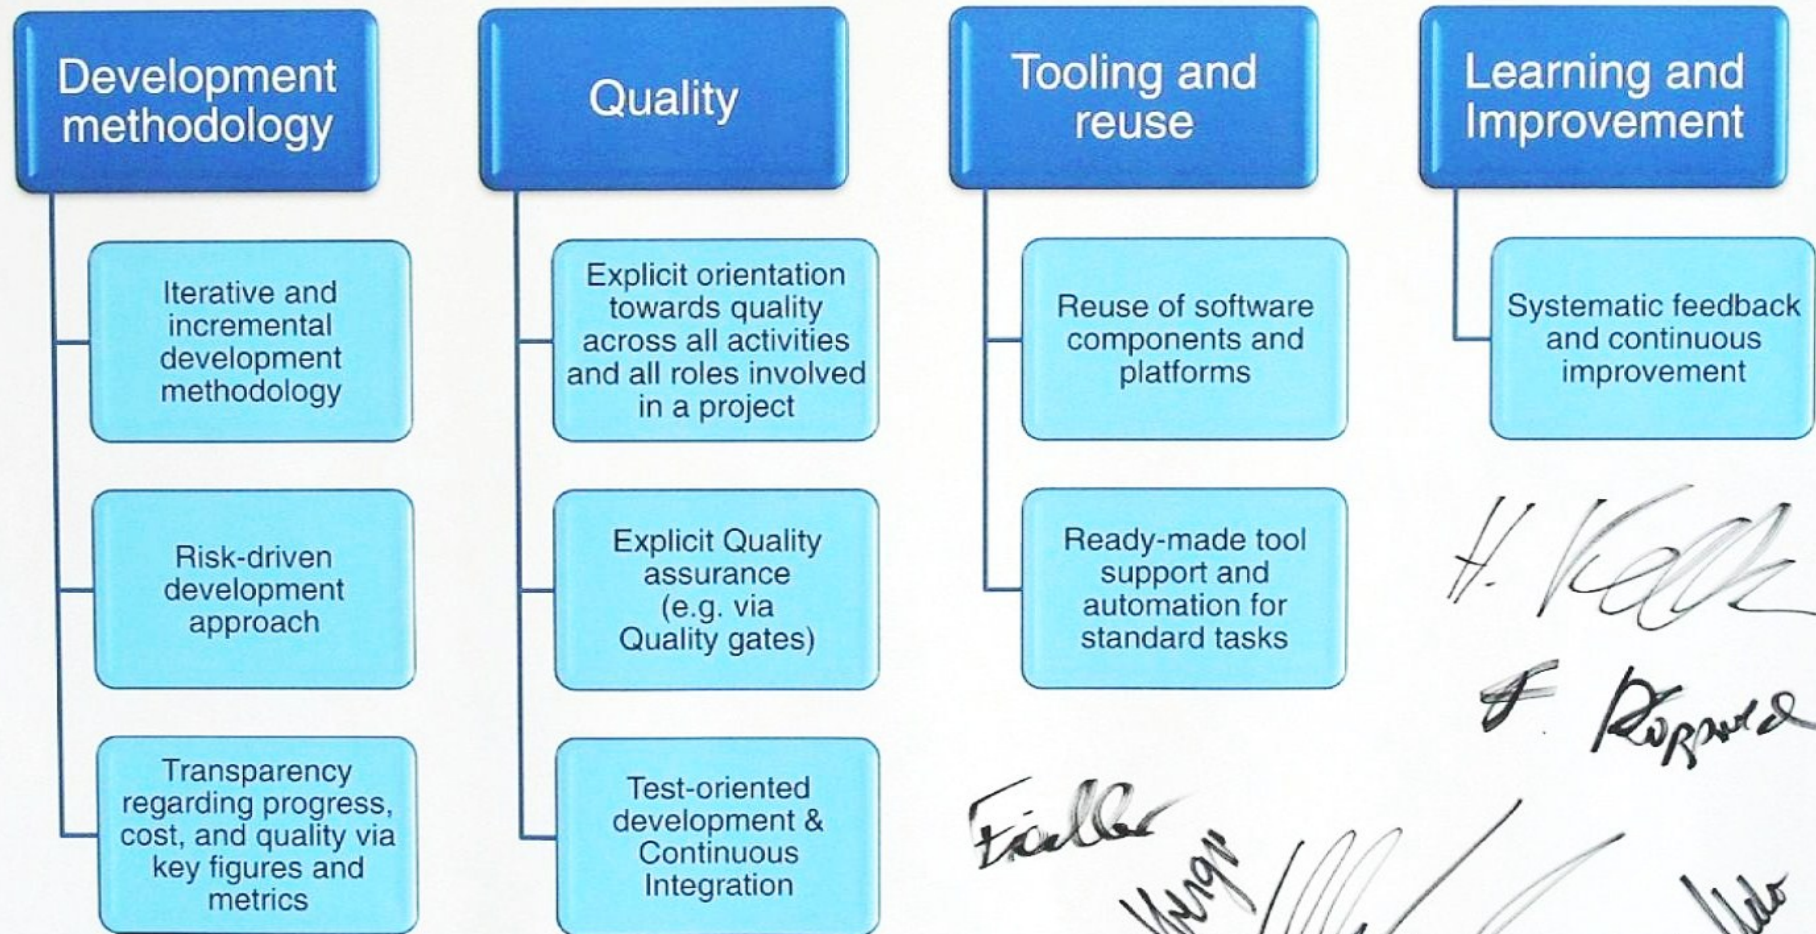 Development
methodology
Iterative and
incremental
development
methodology
Risk-driven
development
approach
Transparency
regarding progress,
cost, and quality via
key figures and
metrics
Quality
Explicit orientation
towards quality
across all activities
and all roles involved
in a project
Explicit Quality
assurance
(e.g. via
Quality gates)
Test-oriented
development &
Continuous
Integration
Tooling and
reuse
Reuse of software
components and
platforms
Ready-made tool
support and
automation for
standard tasks
Learning and
Improvement
Systematic feedback
and continuous
improvement
H.
F.